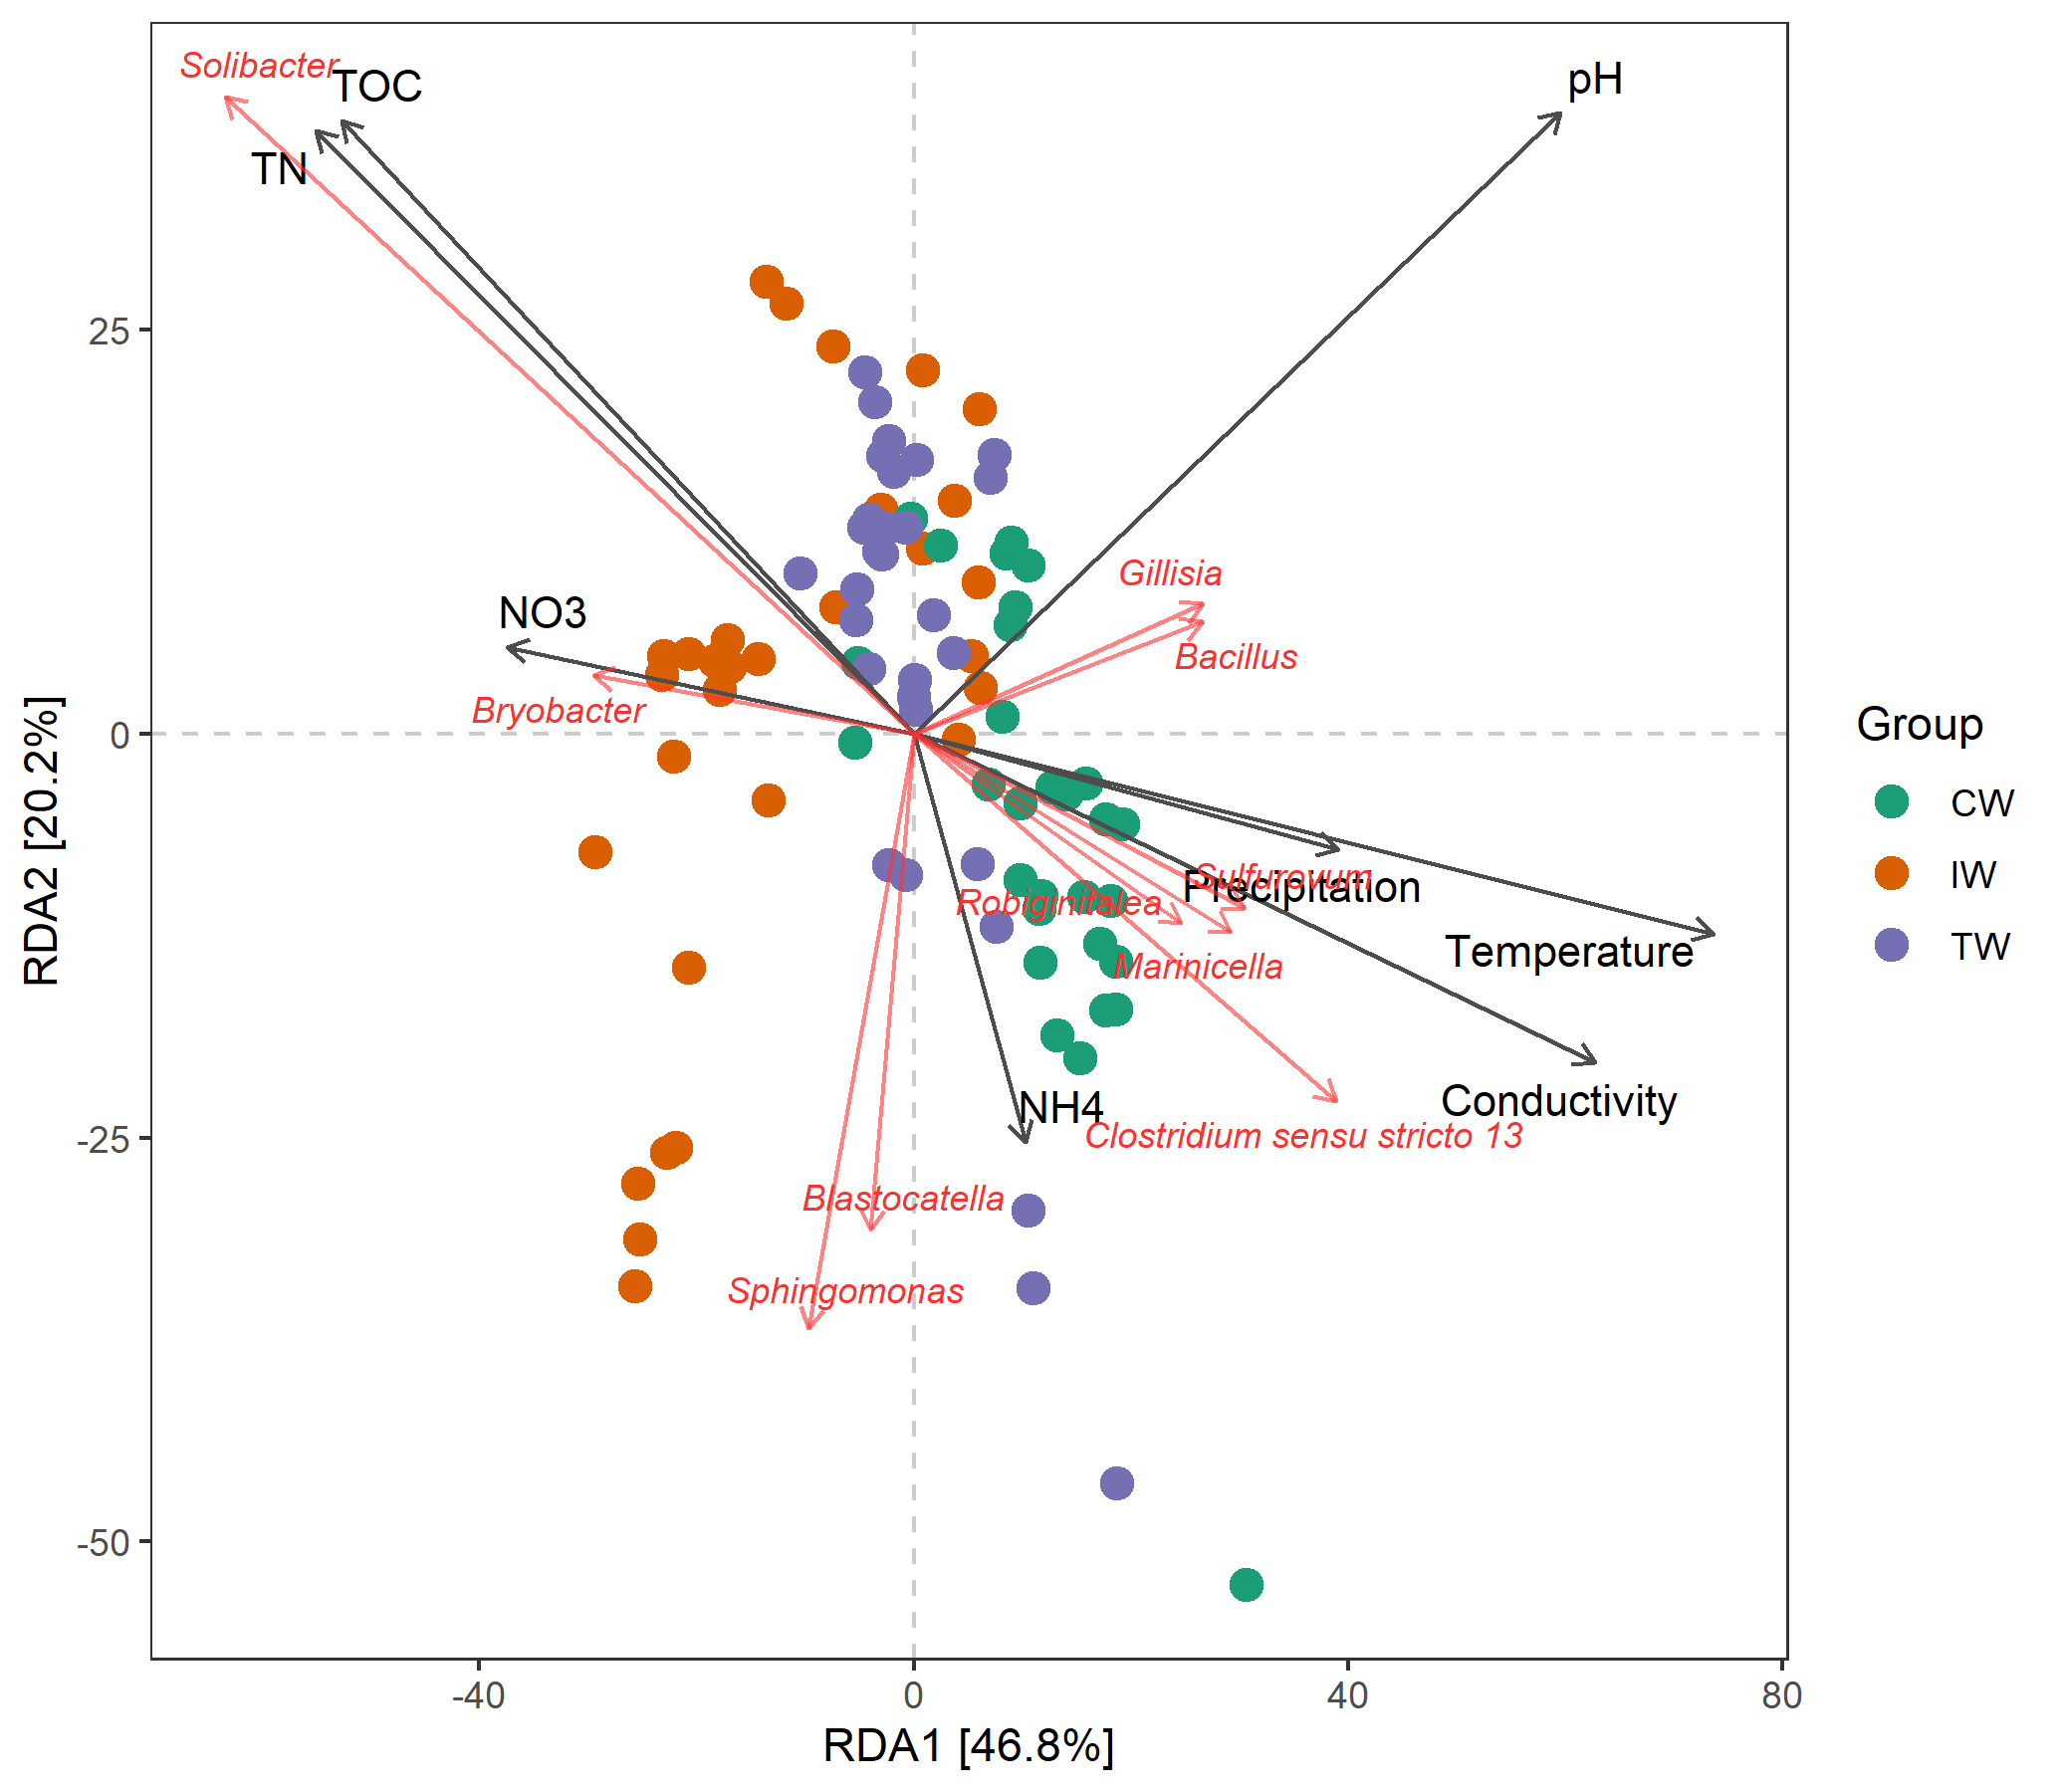 Solibacter
TOC
pH
TN
25
Gillisia
NO3
Bacillus
Bryobacter
0
RDA2 [20.2%]
Group
CW
IW
TW
Sulfurovum
Precipitation
Robiginitalea
Temperature
Marinicella
NH4
Conductivity
-25
Clostridium sensu stricto 13
Blastocatella
Sphingomonas
-50
-40
0
40
80
RDA1 [46.8%]